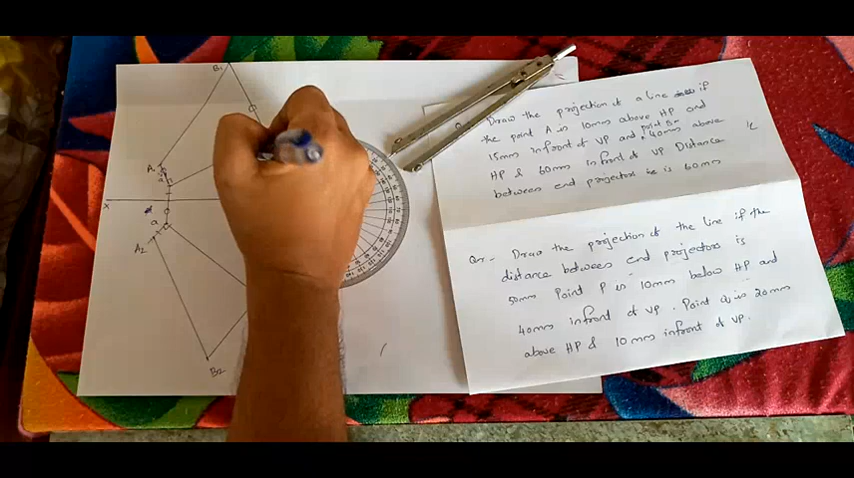 B1
A1
a'
X
a
A2
B2
Draw the projection of a line if
the point A is 10mm above HP and
15mm infront of VP and point B is 40mm above
HP & 60mm infront of VP Distance
between end projectors is 60mm
Qr - Draw the projection of the line if the
distance between end projectors is
50mm Point P is 10mm below HP and
40mm infront of VP. Point Q is 20mm
above HP & 10mm infront of VP.